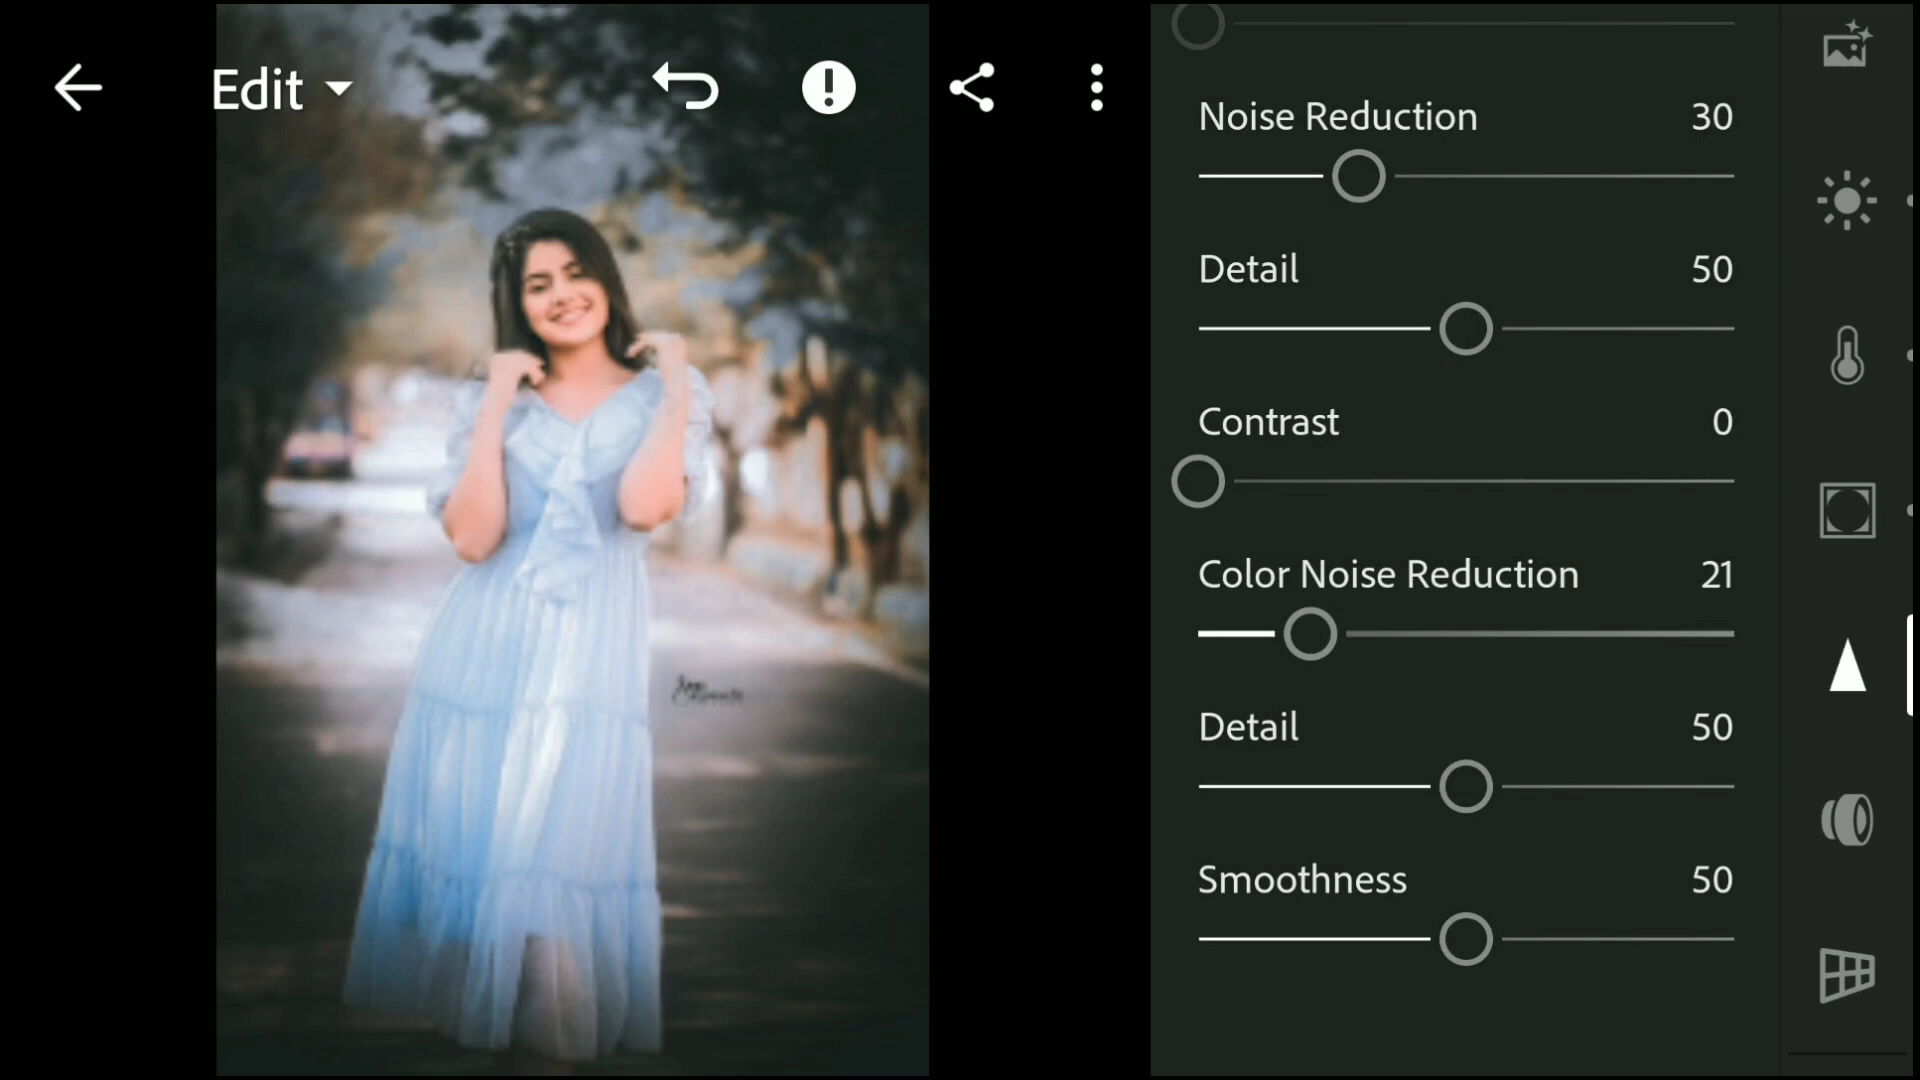 Edit
Noise Reduction 30
Detail 50
Contrast 0
Color Noise Reduction 21
Detail 50
Smoothness 50